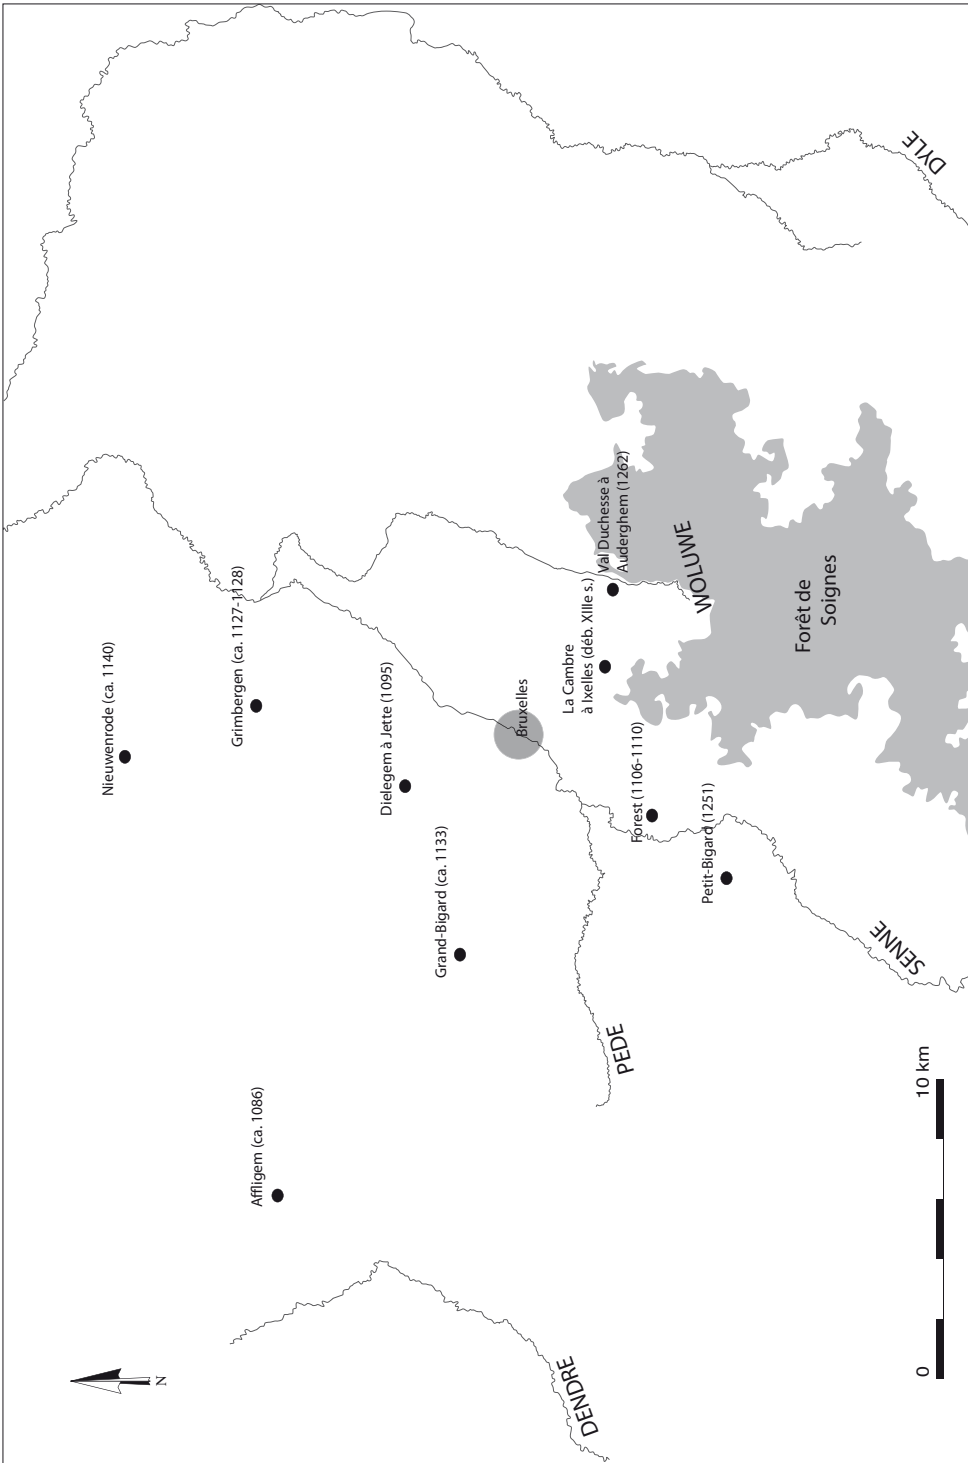 Nieuwenrode (ca. 1140)
N
Grimbergen (ca. 1127-1128)
Affligem (ca. 1086)
Dielegem à Jette (1095)
Grand-Bigard (ca. 1133)
Bruxelles
La Cambre
à Ixelles (déb. XIIIe s.)
Val Duchesse à
Auderghem (1262)
DENDRE
PEDE
Forest (1106-1110)
WOLUWE
Petit-Bigard (1251)
Forêt de
Soignes
SENNE
DYLE
0 10 km